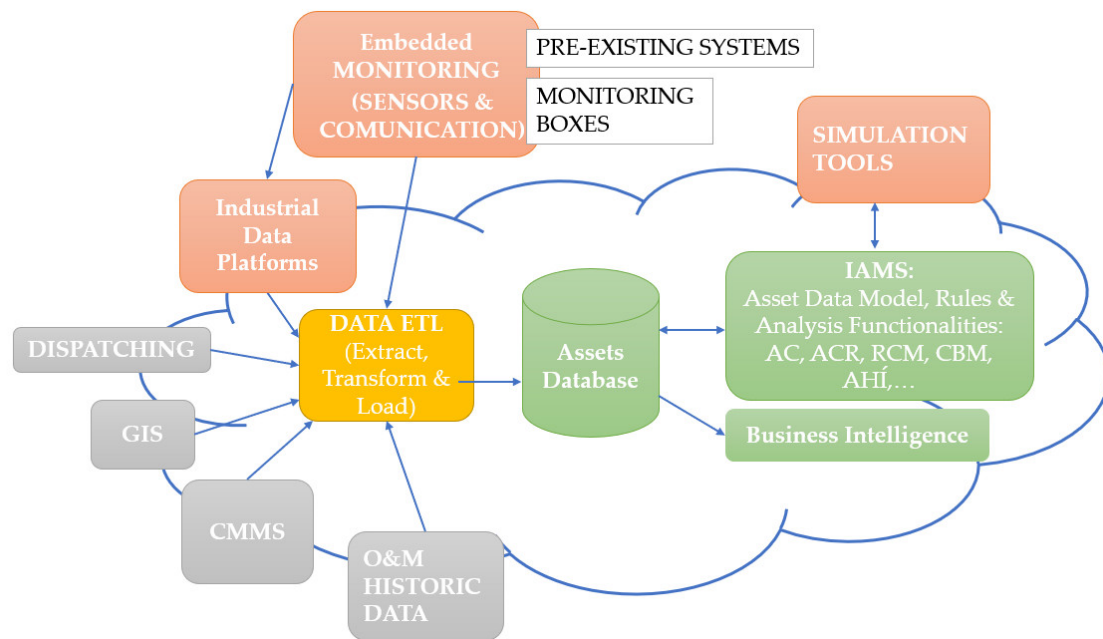 Embedded
MONITORING
(SENSORS &
COMUNICATION)
PRE-EXISTING SYSTEMS
MONITORING
BOXES
SIMULATION
TOOLS
Industrial
Data
Platforms
IAMS:
Asset Data Model, Rules &
Analysis Functionalities:
AC, ACR, RCM, CBM,
AHÍ,…
DATA ETL
(Extract,
Transform &
Load)
Assets
Database
DISPATCHING
GIS
Business Intelligence
CMMS
O&M
HISTORIC
DATA